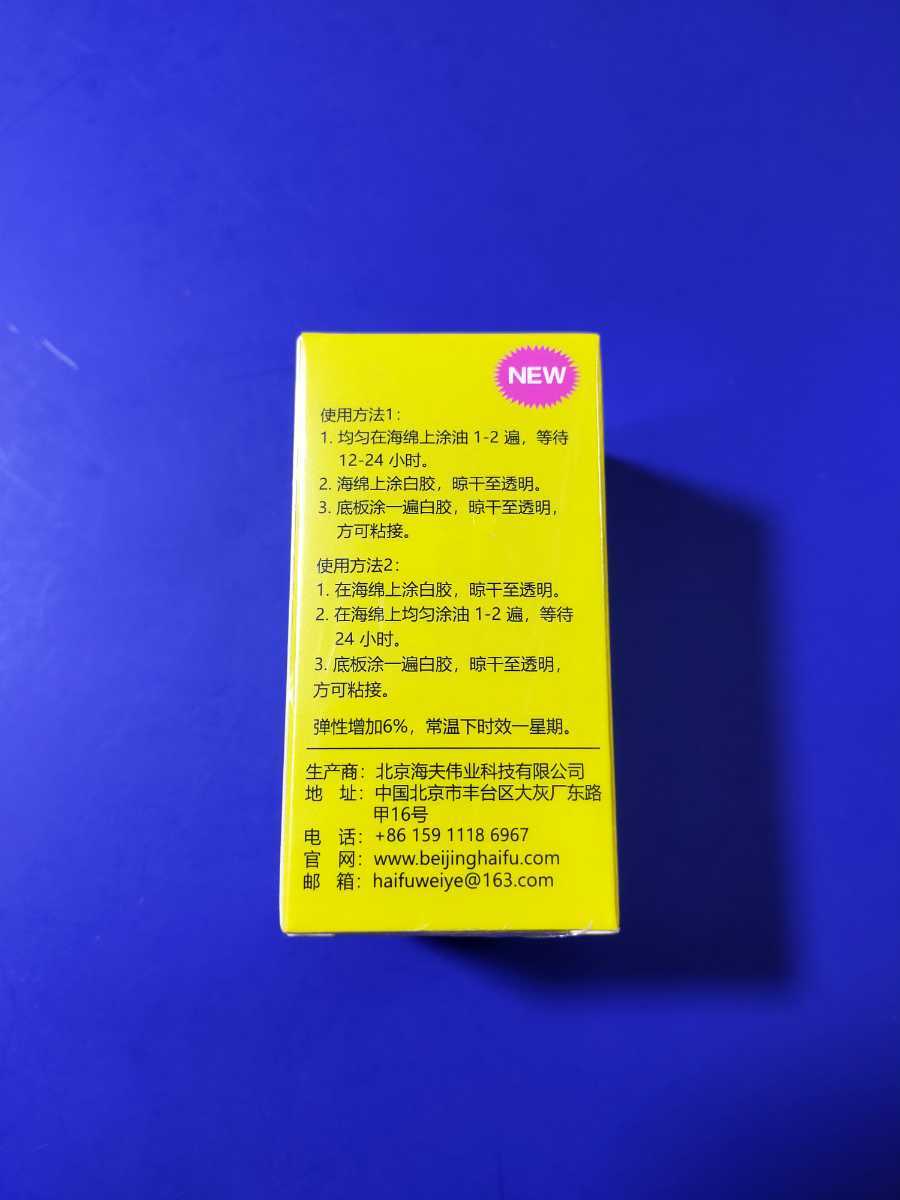 NEW
使用方法1：
1. 均匀在海绵上涂油 1-2 遍，等待
12-24 小时。
2. 海绵上涂白胶，晾干至透明。
3. 底板涂一遍白胶，晾干至透明，
方可粘接。
使用方法2：
1. 在海绵上涂白胶，晾干至透明。
2. 在海绵上均匀涂油 1-2 遍，等待
24 小时。
3. 底板涂一遍白胶，晾干至透明，
方可粘接。
弹性增加6%，常温下时效一星期。
生产商：北京海夫伟业科技有限公司
地 址：中国北京市丰台区大灰厂东路
甲16号
电 话：+86 159 1118 6967
官 网：www.beijinghaifu.com
邮 箱：haifuweiye@163.com